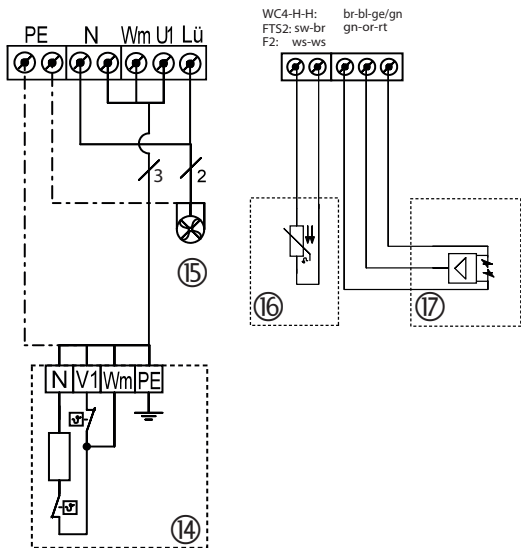 PE N Wm U1 Lü
3 2
⑮
N V1 Wm PE
ϑ
ϑ
⑭
WC4-H-H: br-bl-ge/gn
FTS2: sw-br gn-or-rt
F2: ws-ws
ϑ
⑯ ⑰